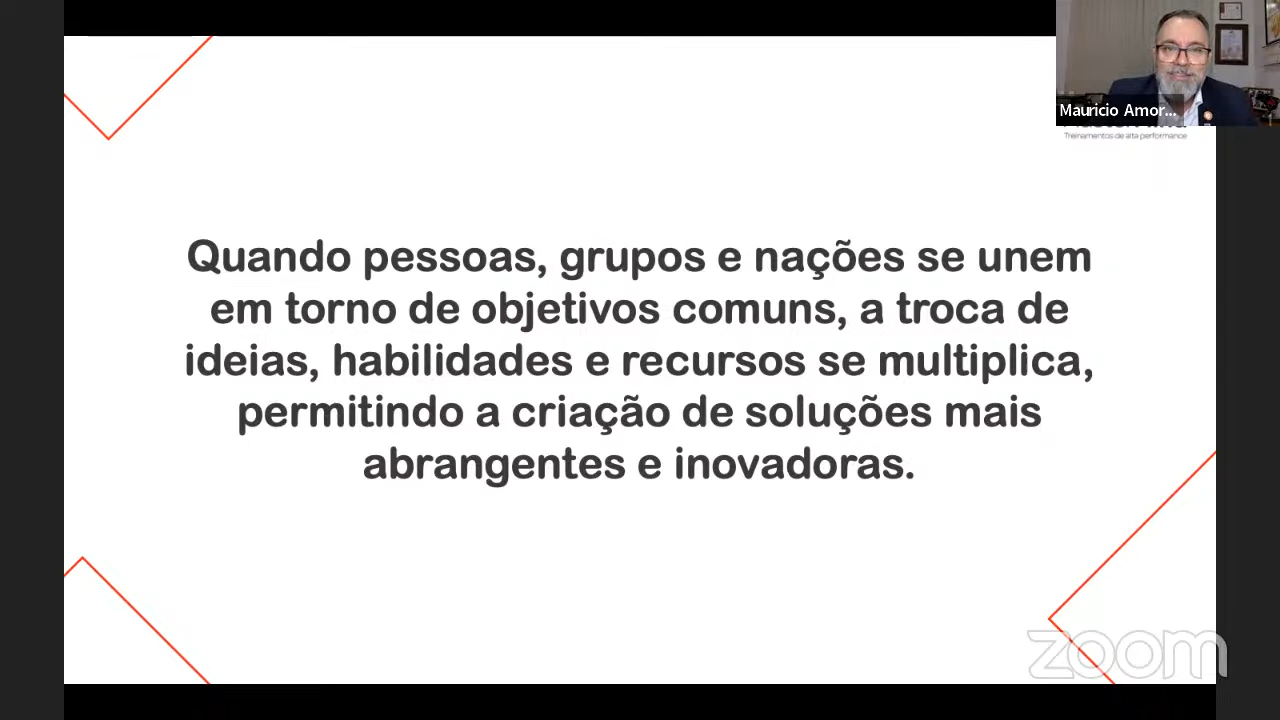 Mauricio Amor...
Treinamentos de alta performance
Quando pessoas, grupos e nações se unem
em torno de objetivos comuns, a troca de
ideias, habilidades e recursos se multiplica,
permitindo a criação de soluções mais
abrangentes e inovadoras.
zoom